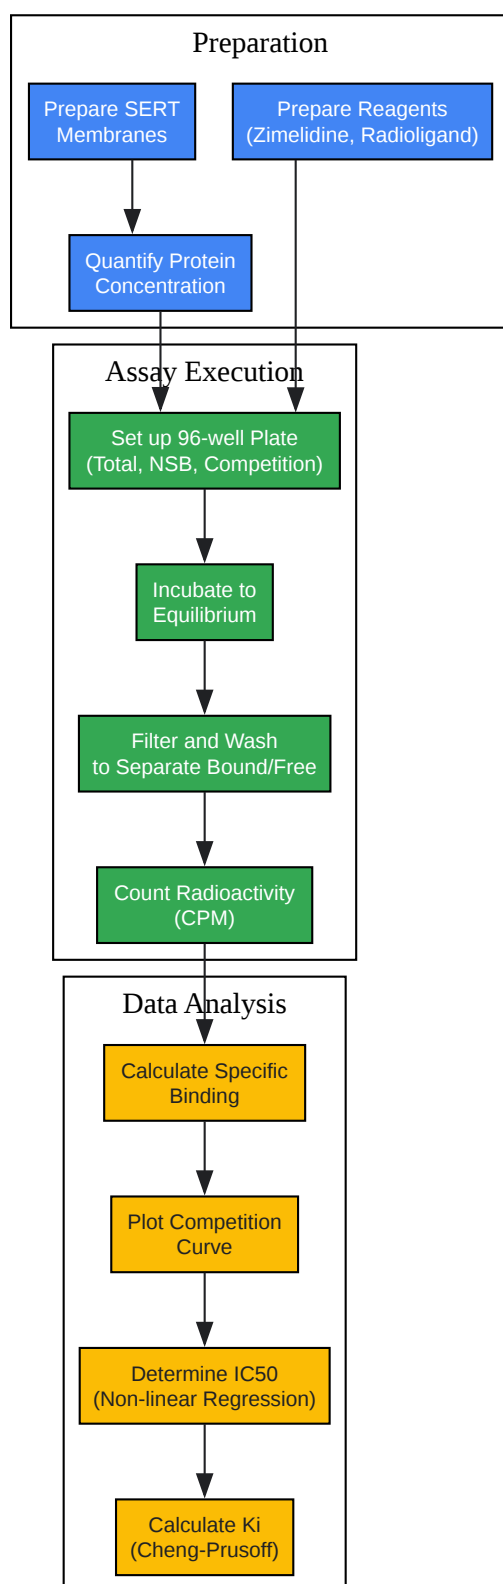 Preparation
Prepare SERT
Membranes
Prepare Reagents
(Zimelidine, Radioligand)
Quantify Protein
Concentration
Assay Execution
Set up 96-well Plate
(Total, NSB, Competition)
Incubate to
Equilibrium
Filter and Wash
to Separate Bound/Free
Count Radioactivity
(CPM)
Data Analysis
Calculate Specific
Binding
Plot Competition
Curve
Determine IC50
(Non-linear Regression)
Calculate Ki
(Cheng-Prusoff)